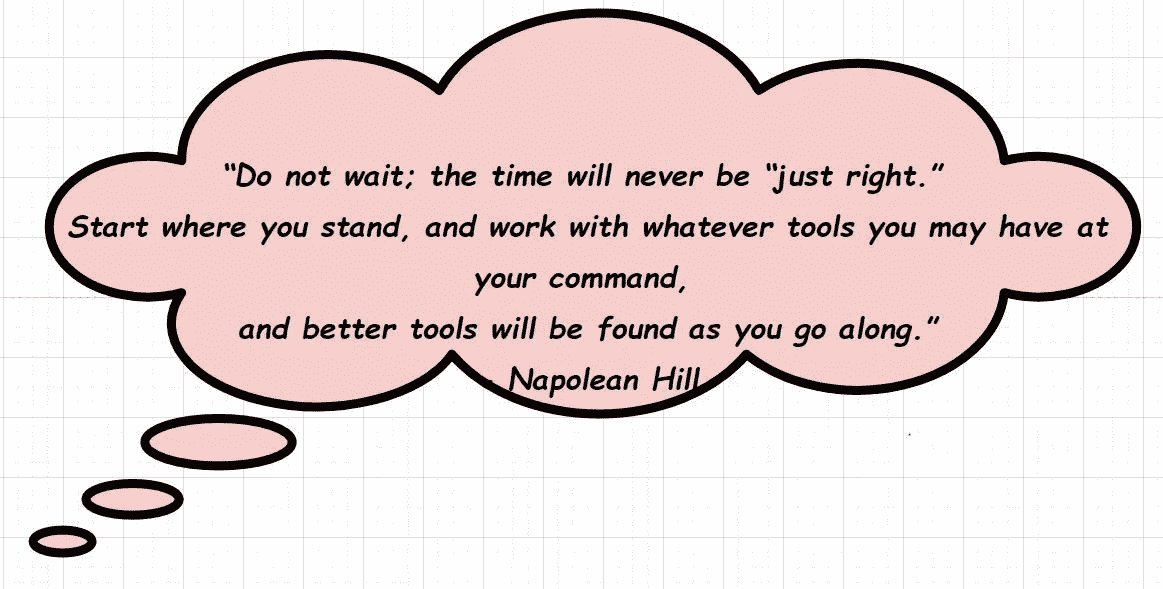 “Do not wait; the time will never be “just right.”
Start where you stand, and work with whatever tools you may have at
your command,
and better tools will be found as you go along.”
- Napolean Hill